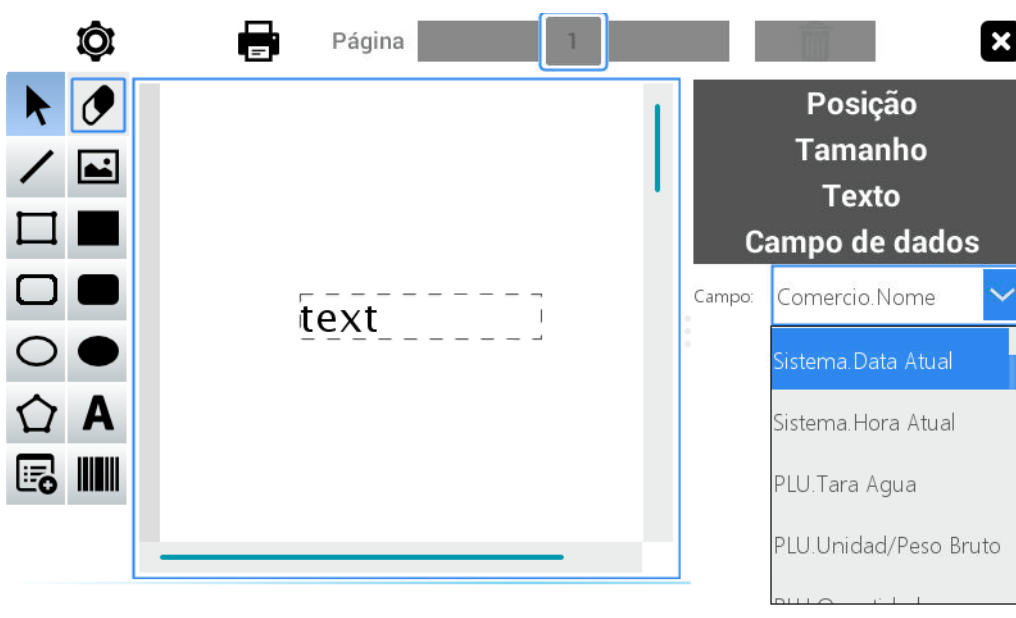 Página 1
Posição
Tamanho
Texto
Campo de dados
Campo: Comercio.Nome
text
A
Sistema.Data Atual
Sistema.Hora Atual
PLU.Tara Agua
PLU.Unidad/Peso Bruto